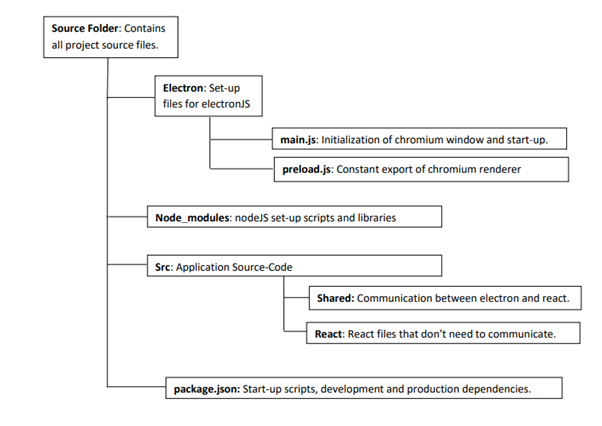 Source Folder: Contains
all project source files.
Electron: Set-up
files for electronJS
main.js: Initialization of chromium window and start-up.
preload.js: Constant export of chromium renderer
Node_modules: nodeJS set-up scripts and libraries
Src: Application Source-Code
Shared: Communication between electron and react.
React: React files that don’t need to communicate.
package.json: Start-up scripts, development and production dependencies.